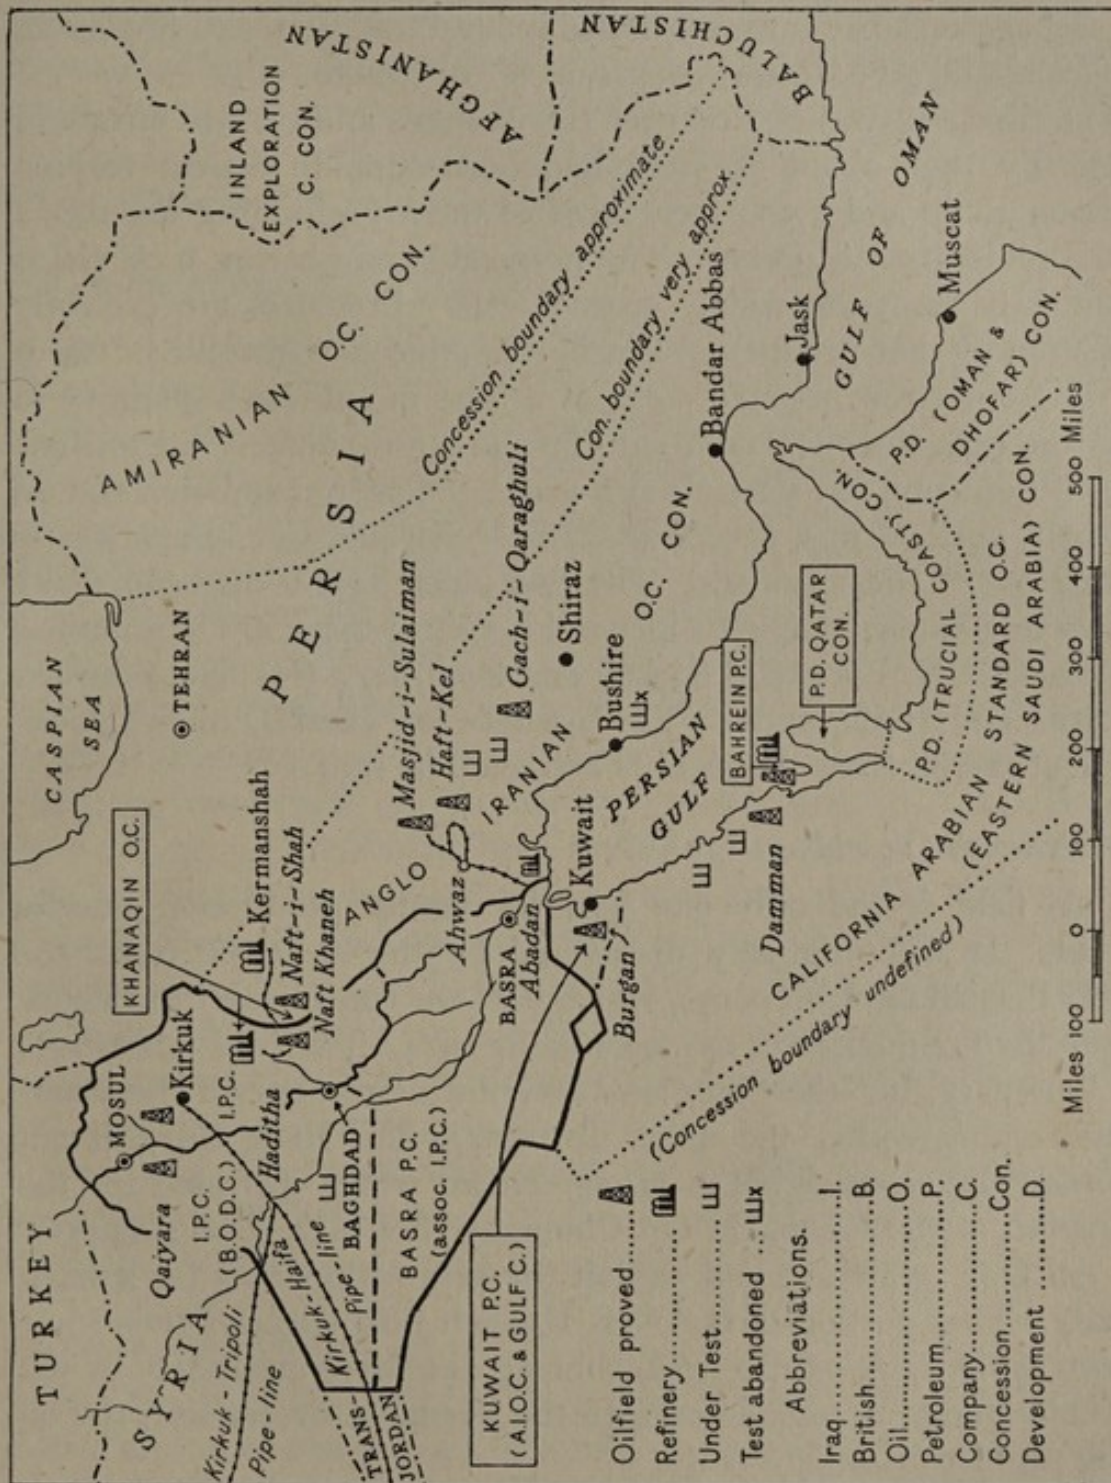 TURKEY
SYRIA
TRANS-
JORDAN
CASPIAN
SEA
PERSIA
AFGHANISTAN
BALUCHISTAN
INLAND
EXPLORATION
C. CON.
AMIRANIAN O.C. CON.
Concession boundary approximate
Con. boundary very approx.
KHANAQIN O.C.
TEHRAN
MOSUL
Kirkuk
Qaiyara
I.P.C.
I.P.C.
(B.O.D.C.)
Haditha
Kirkuk - Tripoli
Pipe-line
Kirkuk - Haifa
Pipe-line
BAGHDAD
BASRA P.C.
(assoc. I.P.C.)
Kermanshah
Naft-i-Shah
Naft Khaneh
ANGLO IRANIAN O.C. CON.
Masjid-i-Sulaiman
Haft-Kel
Gach-i-Qaraghuli
Ahwaz
BASRA
Abadan
Shiraz
Bushire
Bandar Abbas
Jask
Muscat
Kuwait
Burgan
PERSIAN
GULF
GULF OF OMAN
BAHREIN P.C.
P.D. QATAR
CON.
Damman
P.D. (TRUCIAL COAST) CON.
P.D. (OMAN &
DHOFAR) CON.
CALIFORNIA ARABIAN STANDARD O.C.
(EASTERN SAUDI ARABIA) CON.
(Concession boundary undefined)
KUWAIT P.C.
(A.I.O.C. & GULF C.)
Oilfield proved.......
Refinery..............
Under Test.........
Test abandoned ...
Abbreviations.
Iraq....................I.
British.................B.
Oil......................O.
Petroleum.............P.
Company..............C.
Concession..........Con.
Development .........D.
Miles 100 0 100 200 300 400 500 Miles